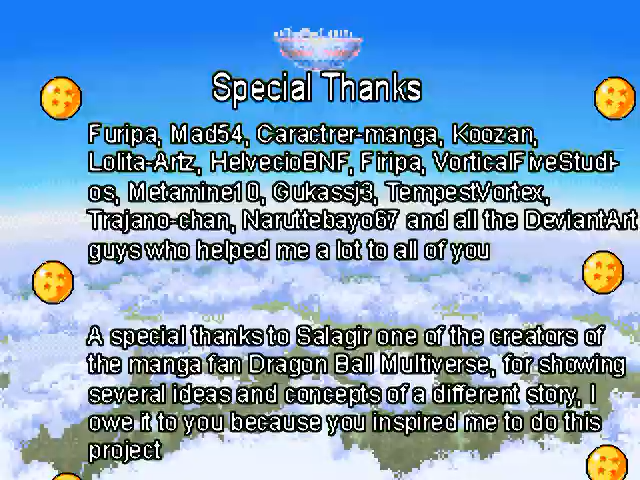 Special Thanks
Furipa, Mad54, Caractrer-manga, Koozan,
Lolita-Artz, HelvecioBNF, Firipa, VorticalFiveStudi-
os, Metamine10, Gukassj3, TempestVortex,
Trajano-chan, Naruttebayo67 and all the DeviantArt
guys who helped me a lot to all of you
A special thanks to Salagir one of the creators of
the manga fan Dragon Ball Multiverse, for showing
several ideas and concepts of a different story, I
owe it to you because you inspired me to do this
project